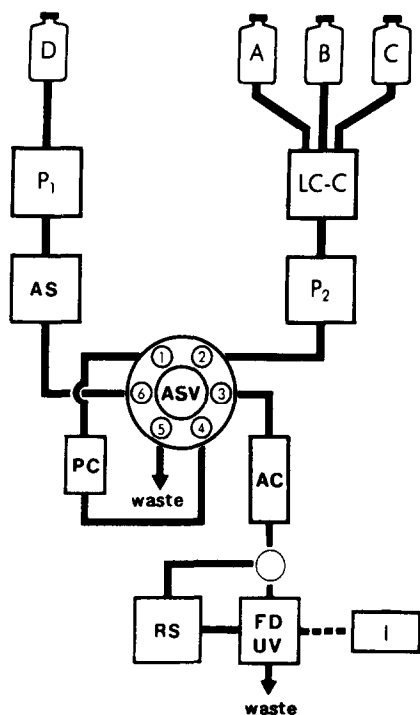 D
A
B
C
P₁
LC-C
AS
P₂
1
2
6
ASV
3
5
4
PC
waste
AC
RS
FD
UV
I
waste